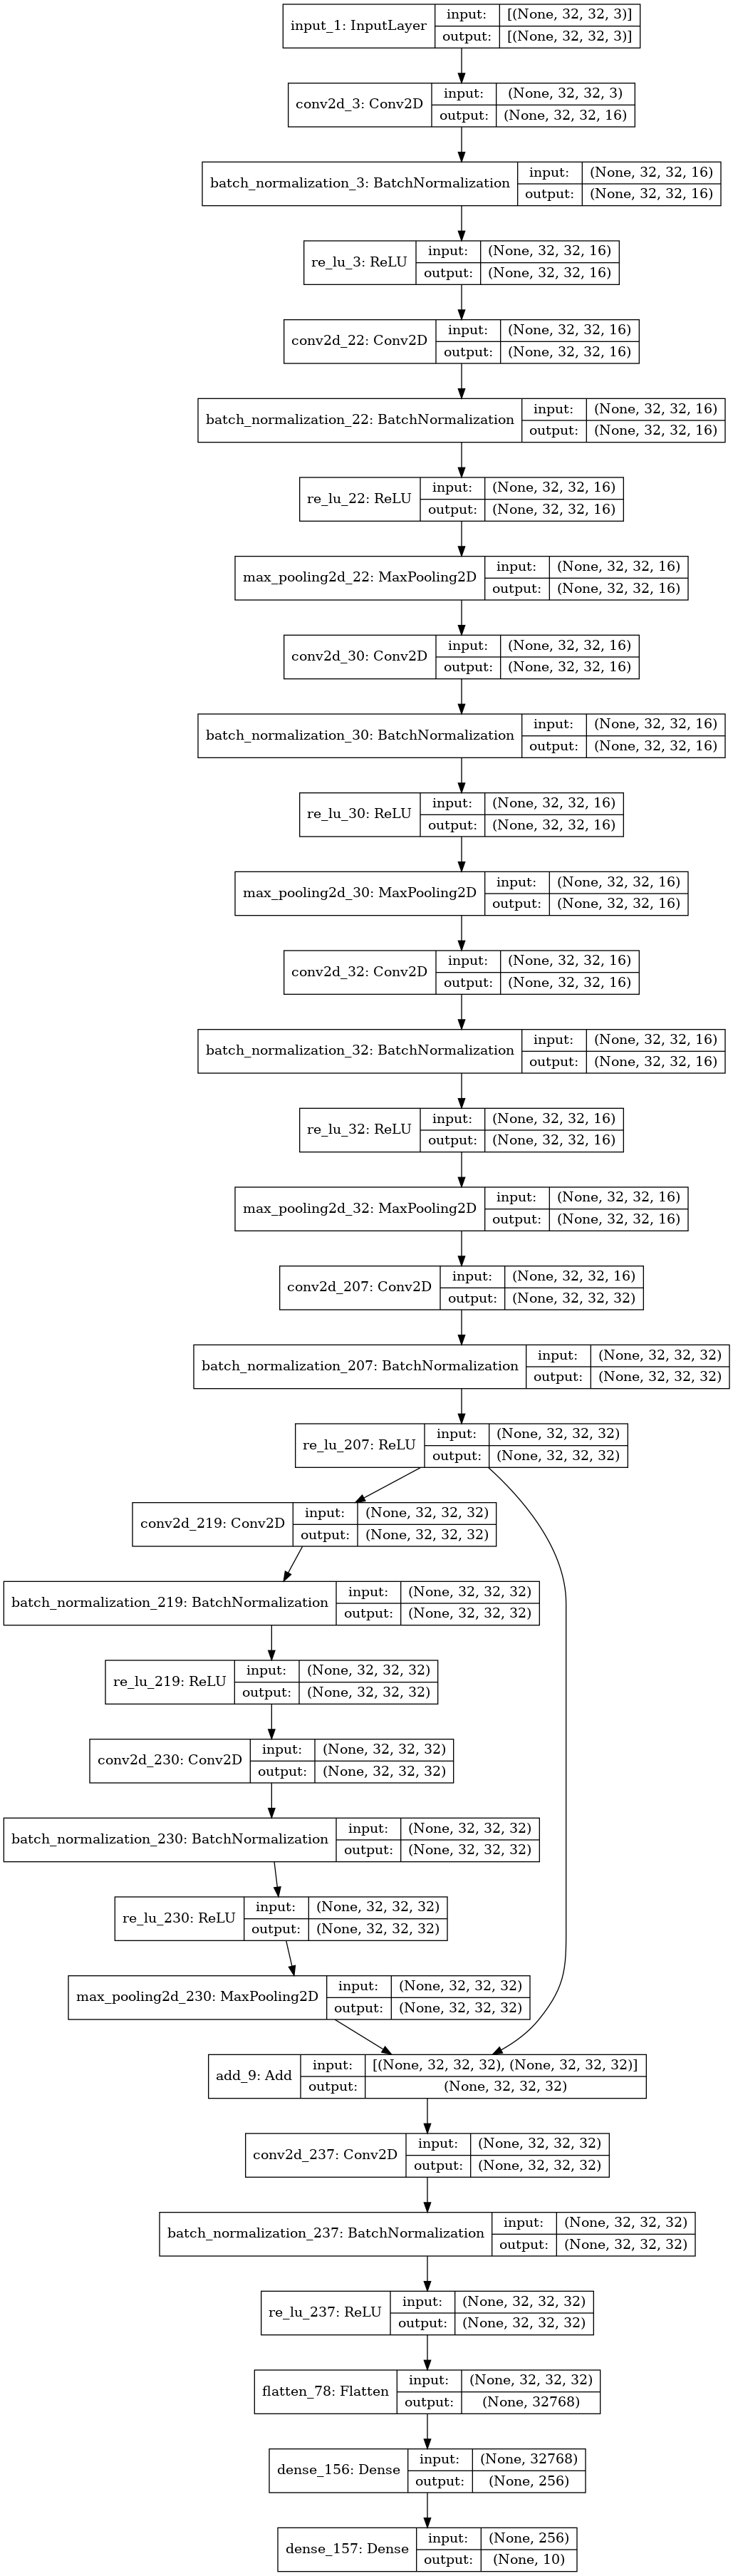 input_1: InputLayer input: [(None, 32, 32, 3)]
output: [(None, 32, 32, 3)]
conv2d_3: Conv2D input: (None, 32, 32, 3)
output: (None, 32, 32, 16)
batch_normalization_3: BatchNormalization input: (None, 32, 32, 16)
output: (None, 32, 32, 16)
re_lu_3: ReLU input: (None, 32, 32, 16)
output: (None, 32, 32, 16)
conv2d_22: Conv2D input: (None, 32, 32, 16)
output: (None, 32, 32, 16)
batch_normalization_22: BatchNormalization input: (None, 32, 32, 16)
output: (None, 32, 32, 16)
re_lu_22: ReLU input: (None, 32, 32, 16)
output: (None, 32, 32, 16)
max_pooling2d_22: MaxPooling2D input: (None, 32, 32, 16)
output: (None, 32, 32, 16)
conv2d_30: Conv2D input: (None, 32, 32, 16)
output: (None, 32, 32, 16)
batch_normalization_30: BatchNormalization input: (None, 32, 32, 16)
output: (None, 32, 32, 16)
re_lu_30: ReLU input: (None, 32, 32, 16)
output: (None, 32, 32, 16)
max_pooling2d_30: MaxPooling2D input: (None, 32, 32, 16)
output: (None, 32, 32, 16)
conv2d_32: Conv2D input: (None, 32, 32, 16)
output: (None, 32, 32, 16)
batch_normalization_32: BatchNormalization input: (None, 32, 32, 16)
output: (None, 32, 32, 16)
re_lu_32: ReLU input: (None, 32, 32, 16)
output: (None, 32, 32, 16)
max_pooling2d_32: MaxPooling2D input: (None, 32, 32, 16)
output: (None, 32, 32, 16)
conv2d_207: Conv2D input: (None, 32, 32, 16)
output: (None, 32, 32, 32)
batch_normalization_207: BatchNormalization input: (None, 32, 32, 32)
output: (None, 32, 32, 32)
re_lu_207: ReLU input: (None, 32, 32, 32)
output: (None, 32, 32, 32)
conv2d_219: Conv2D input: (None, 32, 32, 32)
output: (None, 32, 32, 32)
batch_normalization_219: BatchNormalization input: (None, 32, 32, 32)
output: (None, 32, 32, 32)
re_lu_219: ReLU input: (None, 32, 32, 32)
output: (None, 32, 32, 32)
conv2d_230: Conv2D input: (None, 32, 32, 32)
output: (None, 32, 32, 32)
batch_normalization_230: BatchNormalization input: (None, 32, 32, 32)
output: (None, 32, 32, 32)
re_lu_230: ReLU input: (None, 32, 32, 32)
output: (None, 32, 32, 32)
max_pooling2d_230: MaxPooling2D input: (None, 32, 32, 32)
output: (None, 32, 32, 32)
add_9: Add input: [(None, 32, 32, 32), (None, 32, 32, 32)]
output: (None, 32, 32, 32)
conv2d_237: Conv2D input: (None, 32, 32, 32)
output: (None, 32, 32, 32)
batch_normalization_237: BatchNormalization input: (None, 32, 32, 32)
output: (None, 32, 32, 32)
re_lu_237: ReLU input: (None, 32, 32, 32)
output: (None, 32, 32, 32)
flatten_78: Flatten input: (None, 32, 32, 32)
output: (None, 32768)
dense_156: Dense input: (None, 32768)
output: (None, 256)
dense_157: Dense input: (None, 256)
output: (None, 10)